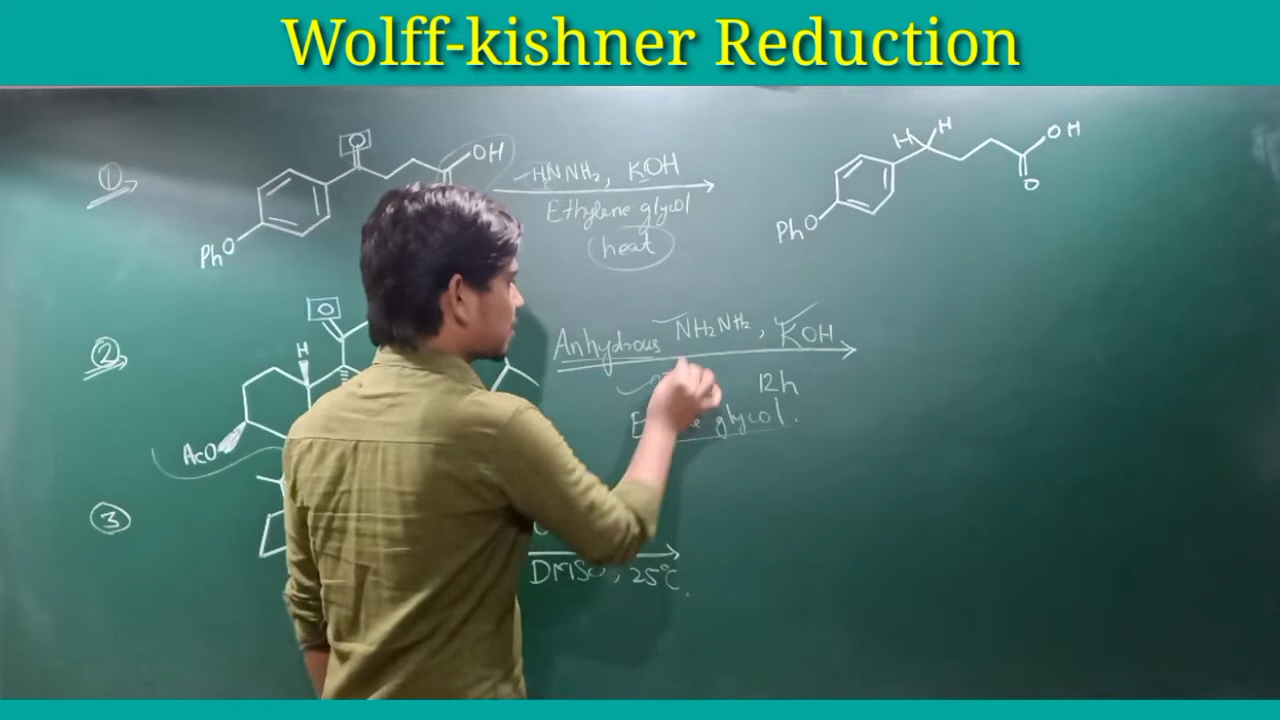 Wolff-kishner Reduction
①
O
OH
PhO
H₂NNH₂, KOH
Ethylene glycol
heat
H H
OH
O
PhO
②
O
H
AcO
Anhydrous NH₂NH₂, KOH
12h
glycol.
③
DMSO, 25°C.